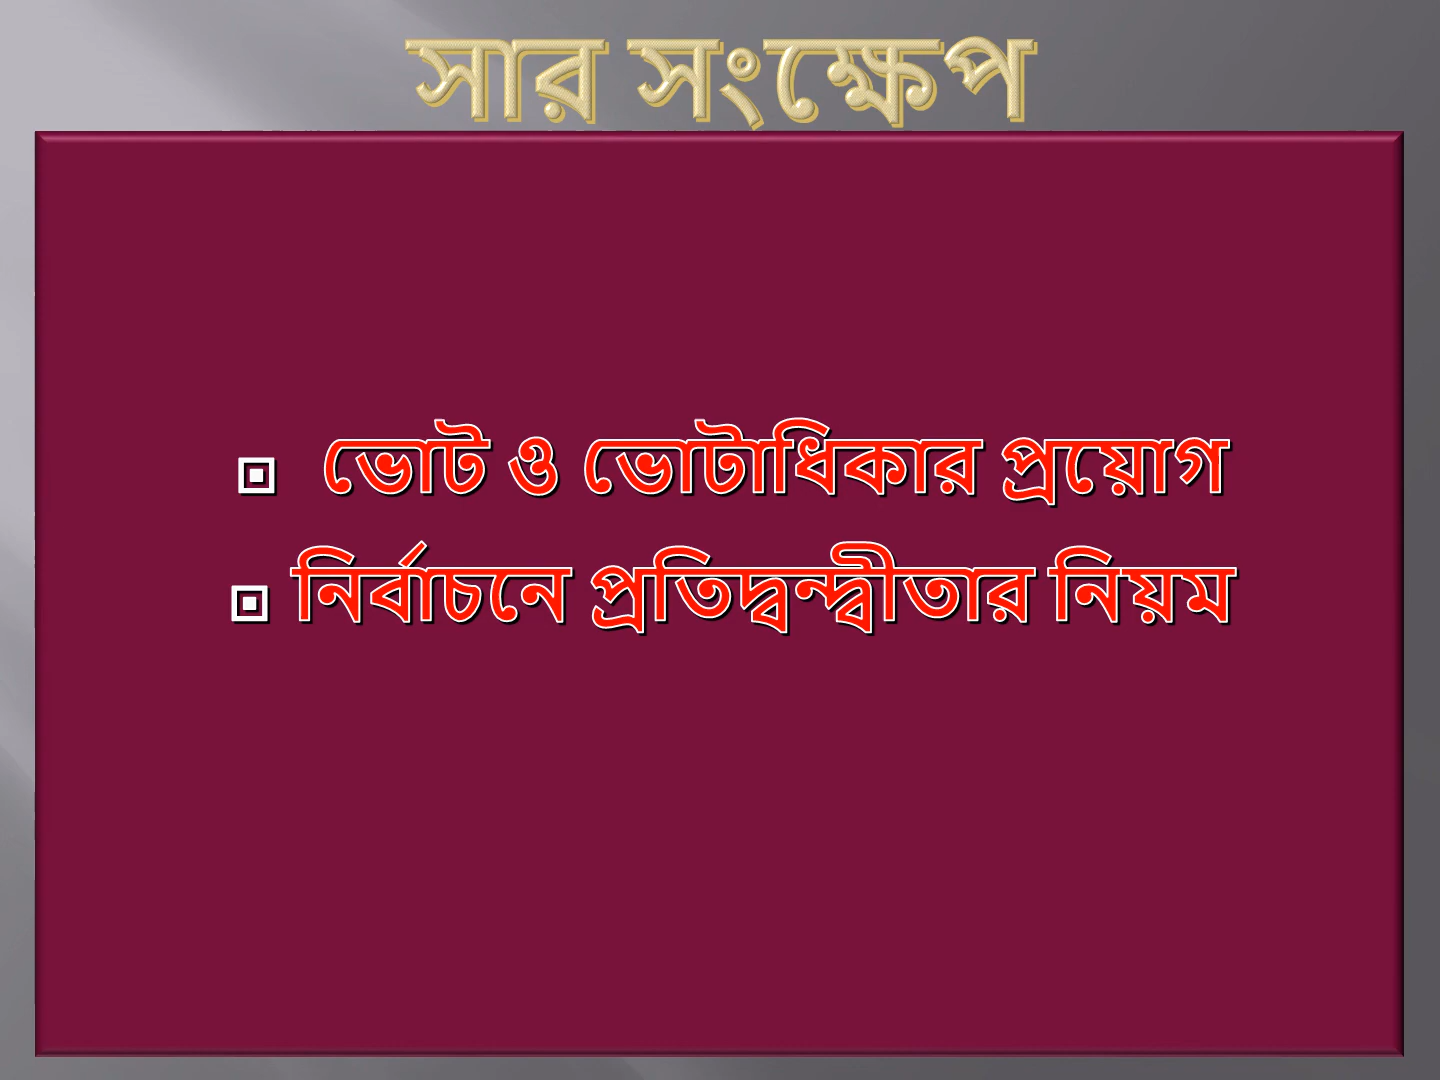 সার সংক্ষেপ
ভোট ও ভোটাধিকার প্রয়োগ
নির্বাচনে প্রতিদ্বন্দ্বীতার নিয়ম